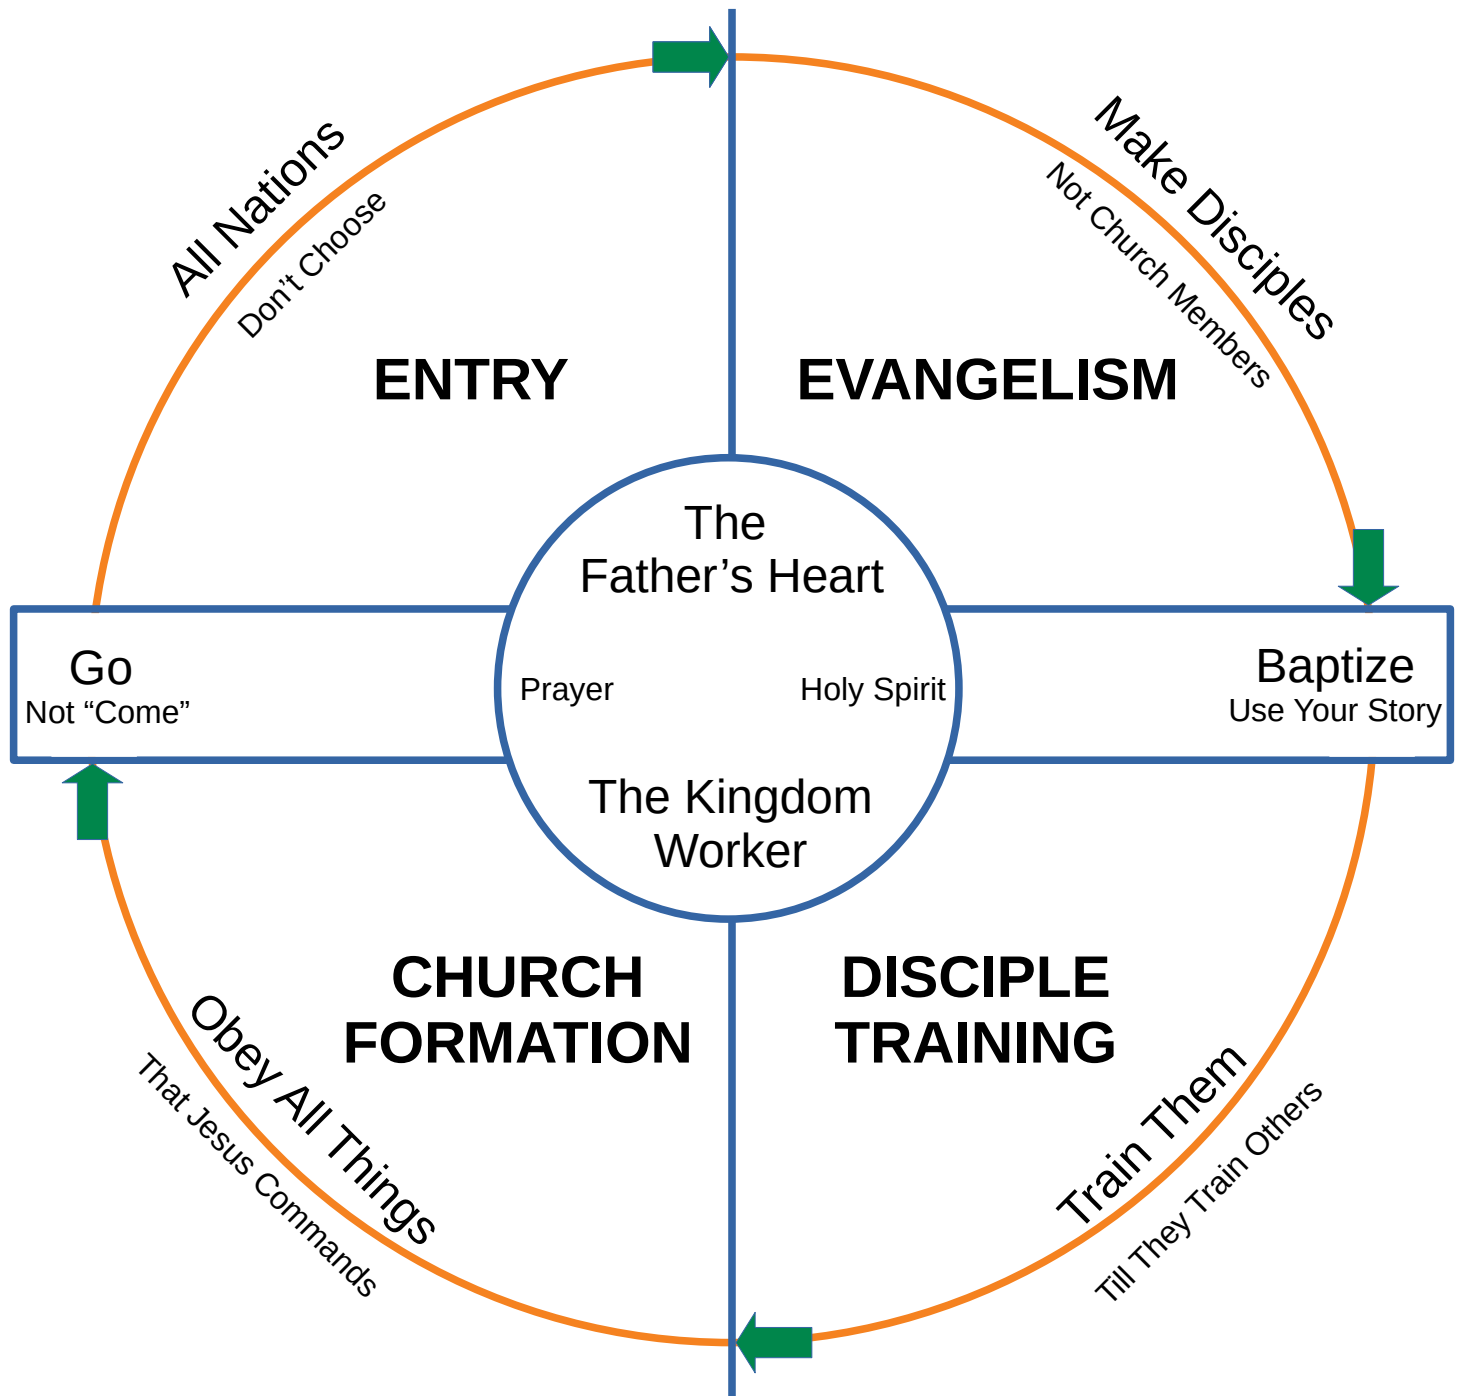 All Nations
Don’t Choose
Make Disciples
Not Church Members
ENTRY
EVANGELISM
The
Father’s Heart
Go
Not “Come”
Prayer
Holy Spirit
Baptize
Use Your Story
The Kingdom
Worker
CHURCH
FORMATION
DISCIPLE
TRAINING
Obey All Things
That Jesus Commands
Train Them
Till They Train Others